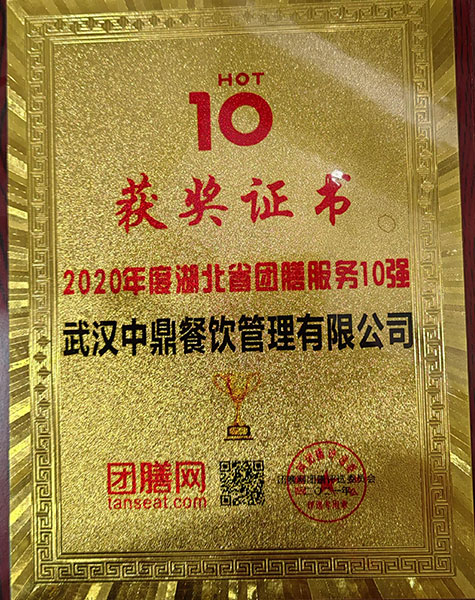 HOT
10
获奖证书
2020年度湖北省团膳服务10强
武汉中鼎餐饮管理有限公司
团膳网
tanseat.com